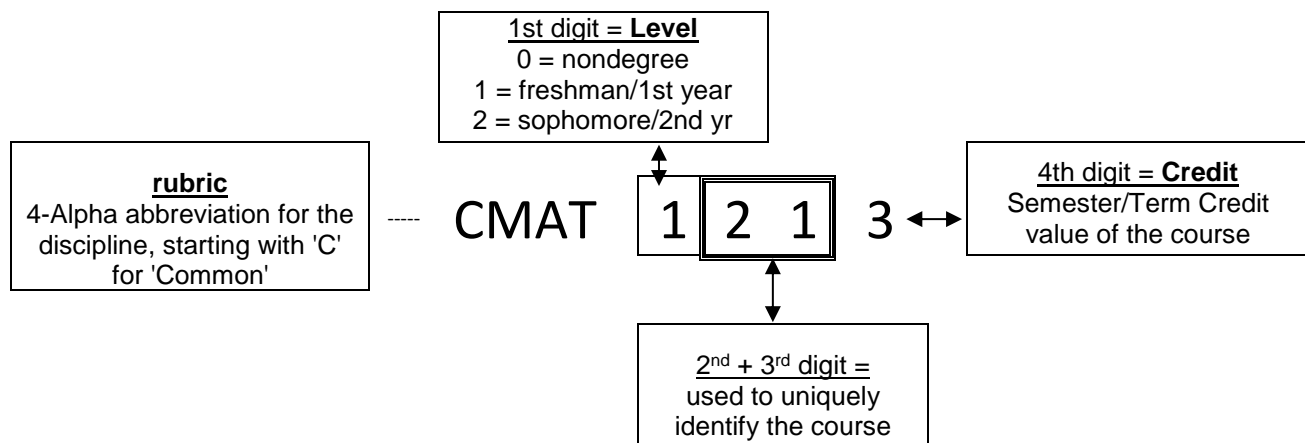 1st digit = Level
0 = nondegree
1 = freshman/1st year
2 = sophomore/2nd yr
rubric
4-Alpha abbreviation for the
discipline, starting with 'C'
for 'Common'
----- CMAT 1 2 1 3
4th digit = Credit
Semester/Term Credit
value of the course
2nd + 3rd digit =
used to uniquely
identify the course